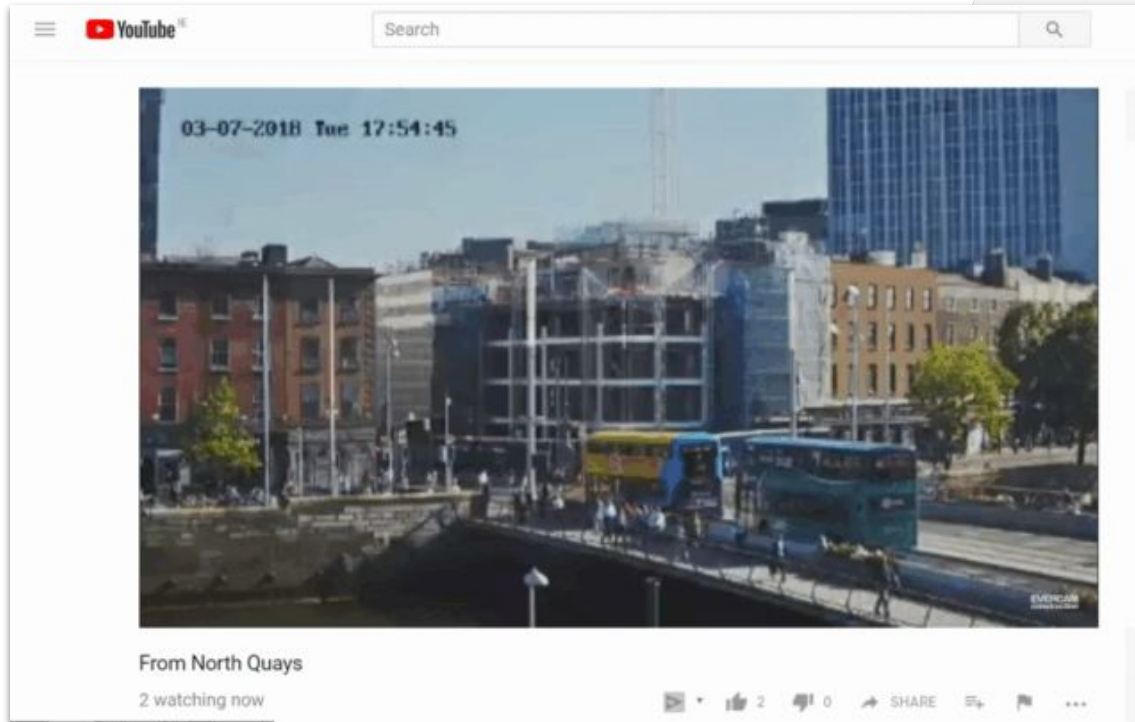 YouTube IE
Search
03-07-2018 Tue 17:54:45
EVERCAM
From North Quays
2 watching now
2
0
SHARE